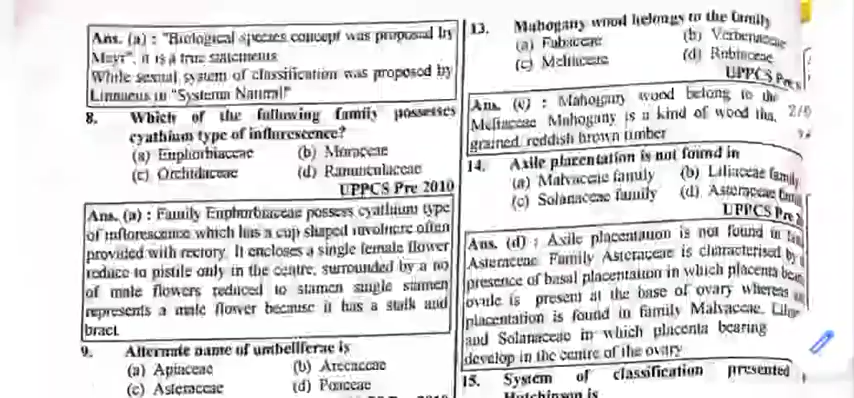 Ans. (a) : "Biological species concept was proposed by
Mayr", it is a true statements
While sexual system of classification was proposed by
Linnaeus in "Systema Natural"
8. Which of the following family possesses
cyathium type of inflorescence?
(a) Euphorbiaceae (b) Moraceae
(c) Orchidaceae (d) Ranunculaceae
UPPCS Pre 2010
Ans. (a) : Family Euphorbiaceae possess cyathium type
of inflorescence which has a cup shaped involucre often
provided with nectory. It encloses a single female flower
reduce to pistile only in the centre, surrounded by a no
of male flowers reduced to stamen single stamen
represents a male flower because it has a stalk and
bract
9. Alternate name of umbelliferae is
(a) Apiaceae (b) Arecaceae
(c) Asteraceae (d) Poaceae
13. Mahogany wood belongs to the family
(a) Fabaceae (b) Verbenaceae
(c) Meliaceae (d) Rubiaceae
UPPCS Pre
Ans. (c) : Mahogany wood belong to the
Meliaceae Mahogany is a kind of wood
grained, reddish brown timber
14. Axile placentation is not found in
(a) Malvaceae family (b) Liliaceae family
(c) Solanaceae family (d) Asteraceae
UPPCS Pre
Ans. (d) : Axile placentation is not found in
Asteraceae Family Asteraceae is characterised by
presence of basal placentation in which placenta
ovule is present at the base of ovary whereas
placentation is found in family Malvaceae,
and Solanaceae in which placenta bearing
develop in the centre of the ovary
15. System of classification presented
Hutchinson is